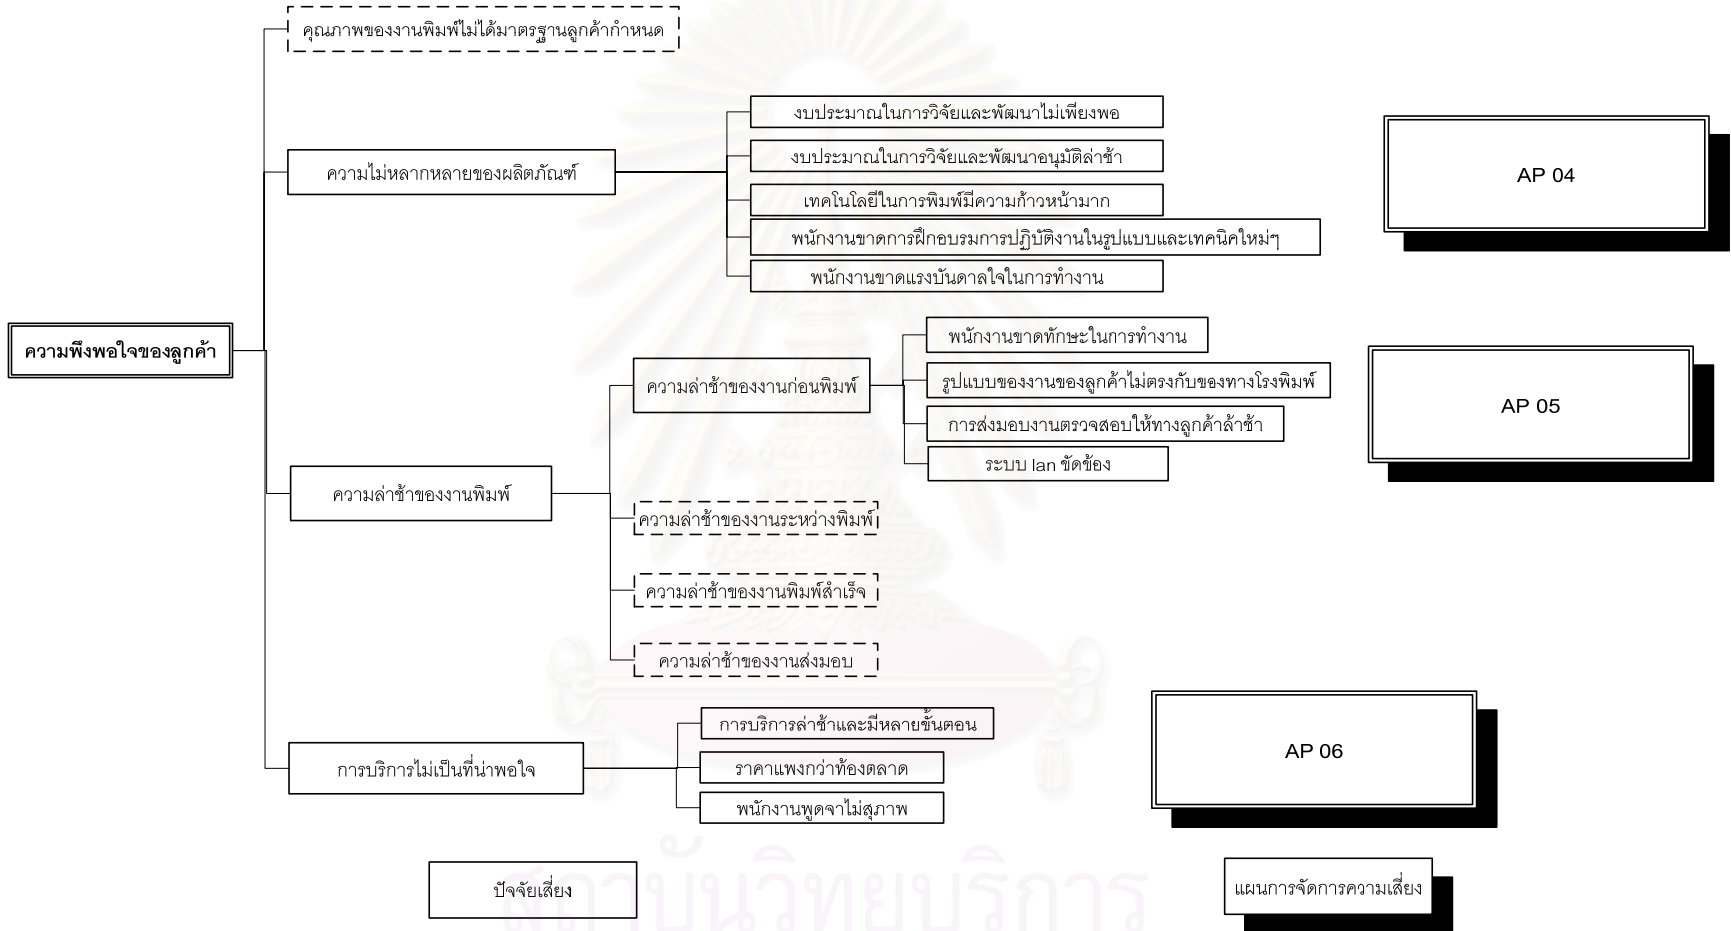 คุณภาพของงานพิมพ์ไม่ได้มาตรฐานลูกค้ากำหนด
งบประมาณในการวิจัยและพัฒนาไม่เพียงพอ
งบประมาณในการวิจัยและพัฒนาอนุมัติล่าช้า
ความไม่หลากหลายของผลิตภัณฑ์
AP 04
เทคโนโลยีในการพิมพ์มีความก้าวหน้ามาก
พนักงานขาดการฝึกอบรมการปฏิบัติงานในรูปแบบและเทคนิคใหม่ๆ
พนักงานขาดแรงบันดาลใจในการทำงาน
ความพึงพอใจของลูกค้า
พนักงานขาดทักษะในการทำงาน
ความล่าช้าของงานก่อนพิมพ์
รูปแบบของงานของลูกค้าไม่ตรงกับของทางโรงพิมพ์
AP 05
การส่งมอบงานตรวจสอบให้ทางลูกค้าล้าช้า
ระบบ lan ขัดข้อง
ความล่าช้าของงานพิมพ์
ความล่าช้าของงานระหว่างพิมพ์
ความล่าช้าของงานพิมพ์สำเร็จ
ความล่าช้าของงานส่งมอบ
การบริการล่าช้าและมีหลายขั้นตอน
การบริการไม่เป็นที่น่าพอใจ
ราคาแพงกว่าท้องตลาด
AP 06
พนักงานพูดจาไม่สุภาพ
ปัจจัยเสี่ยง
แผนการจัดการความเสี่ยง
สถาบันวิทยบริการ